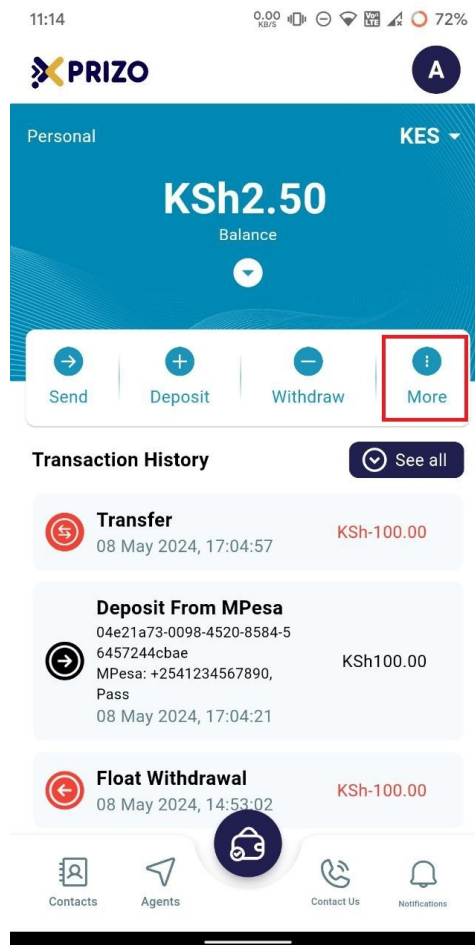 11:14 0.00 KB/S Vo)) LTE 72%
XPRIZO A
Personal KES
KSh2.50
Balance
Send Deposit Withdraw More
Transaction History See all
Transfer
08 May 2024, 17:04:57 KSh-100.00
Deposit From MPesa
04e21a73-0098-4520-8584-5
6457244cbae
MPesa: +2541234567890,
Pass
KSh100.00
08 May 2024, 17:04:21
Float Withdrawal
08 May 2024, 14:53:02 KSh-100.00
Contacts Agents Contact Us Notifications